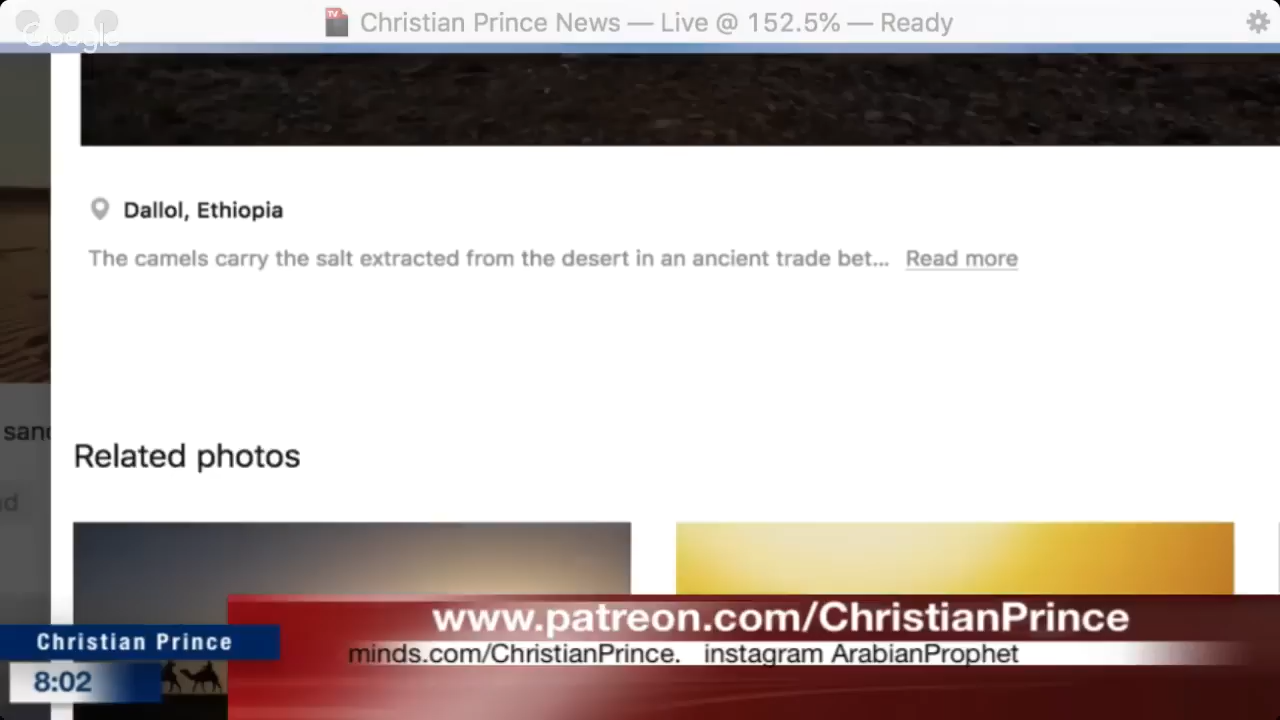 Christian Prince News — Live @ 152.5% — Ready
Google
Dallol, Ethiopia
The camels carry the salt extracted from the desert in an ancient trade bet... Read more
sand
Related photos
www.patreon.com/ChristianPrince
Christian Prince
minds.com/ChristianPrince. instagram ArabianProphet
8:02